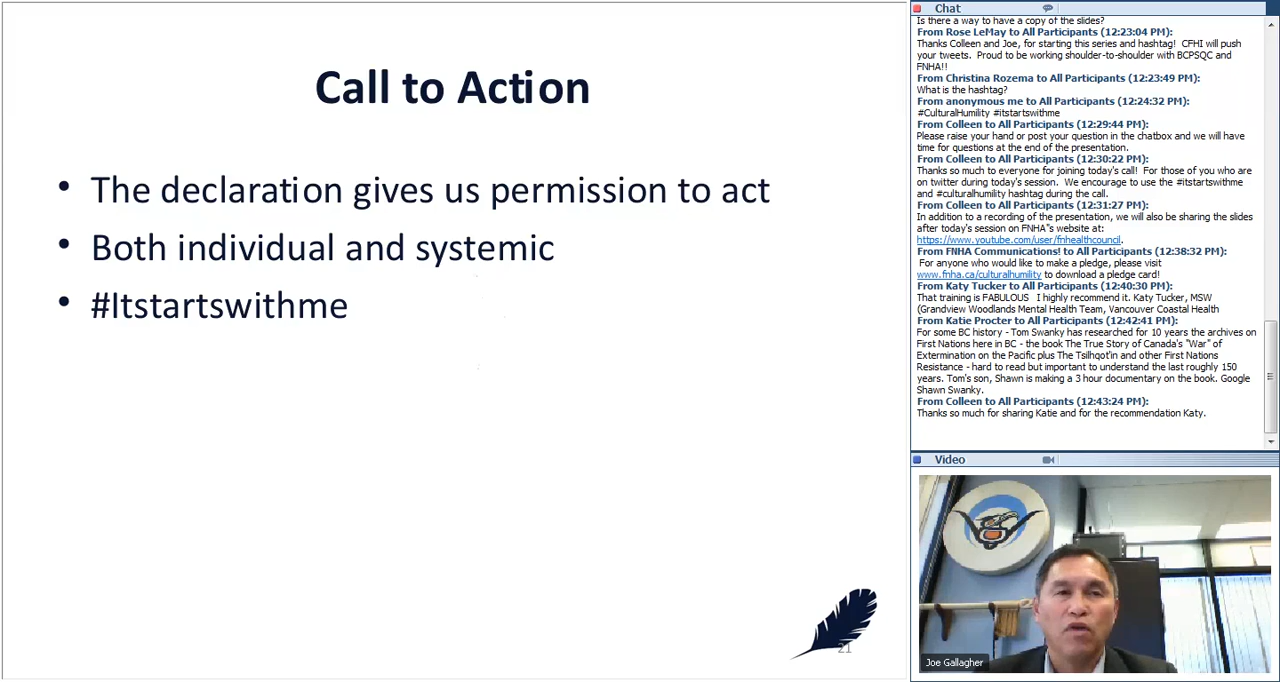 Call to Action
• The declaration gives us permission to act
• Both individual and systemic
• #Itstartswithme
21
Chat
Is there a way to have a copy of the slides?
From Rose LeMay to All Participants (12:23:04 PM):
Thanks Colleen and Joe, for starting this series and hashtag! CFHI will push
your tweets. Proud to be working shoulder-to-shoulder with BCPSQC and
FNHA!!
From Christina Rozema to All Participants (12:23:49 PM):
What is the hashtag?
From anonymous me to All Participants (12:24:32 PM):
#CulturalHumility #itstartswithme
From Colleen to All Participants (12:29:44 PM):
Please raise your hand or post your question in the chatbox and we will have
time for questions at the end of the presentation.
From Colleen to All Participants (12:30:22 PM):
Thanks so much to everyone for joining today's call! For those of you who are
on twitter during today's session. We encourage to use the #itstartswithme
and #culturalhumility hashtag during the call.
From Colleen to All Participants (12:31:27 PM):
In addition to a recording of the presentation, we will also be sharing the slides
after today's session on FNHA"s website at:
https://www.youtube.com/user/fnhealthcouncil.
From FNHA Communications! to All Participants (12:38:32 PM):
For anyone who would like to make a pledge, please visit
www.fnha.ca/culturalhumility to download a pledge card!
From Katy Tucker to All Participants (12:40:30 PM):
That training is FABULOUS I highly recommend it. Katy Tucker, MSW
(Grandview Woodlands Mental Health Team, Vancouver Coastal Health
From Katie Procter to All Participants (12:42:41 PM):
For some BC history - Tom Swanky has researched for 10 years the archives on
First Nations here in BC - the book The True Story of Canada's "War" of
Extermination on the Pacific plus The Tsilhqot'in and other First Nations
Resistance - hard to read but important to understand the last roughly 150
years. Tom's son, Shawn is making a 3 hour documentary on the book. Google
Shawn Swanky.
From Colleen to All Participants (12:43:24 PM):
Thanks so much for sharing Katie and for the recommendation Katy.
Video
Joe Gallagher